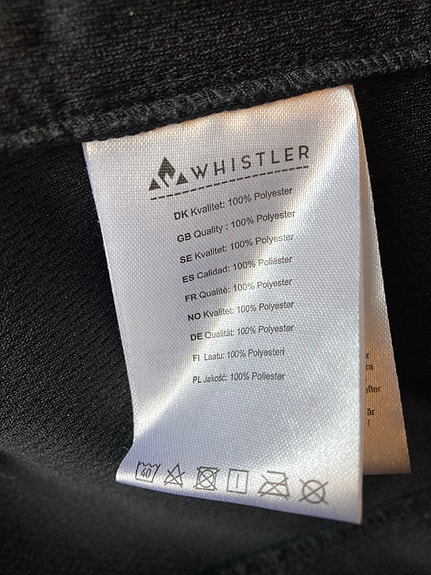 WHISTLER
DK Kvalitet: 100% Polyester
GB Quality : 100% Polyester
SE Kvalitet: 100% Polyester
ES Calidad: 100% Poliéster
FR Qualité: 100% Polyester
NO Kvalitet: 100% Polyester
DE Qualität: 100% Polyester
FI Laatu: 100% Polyesteri
PL Jakość: 100% Poliester
40